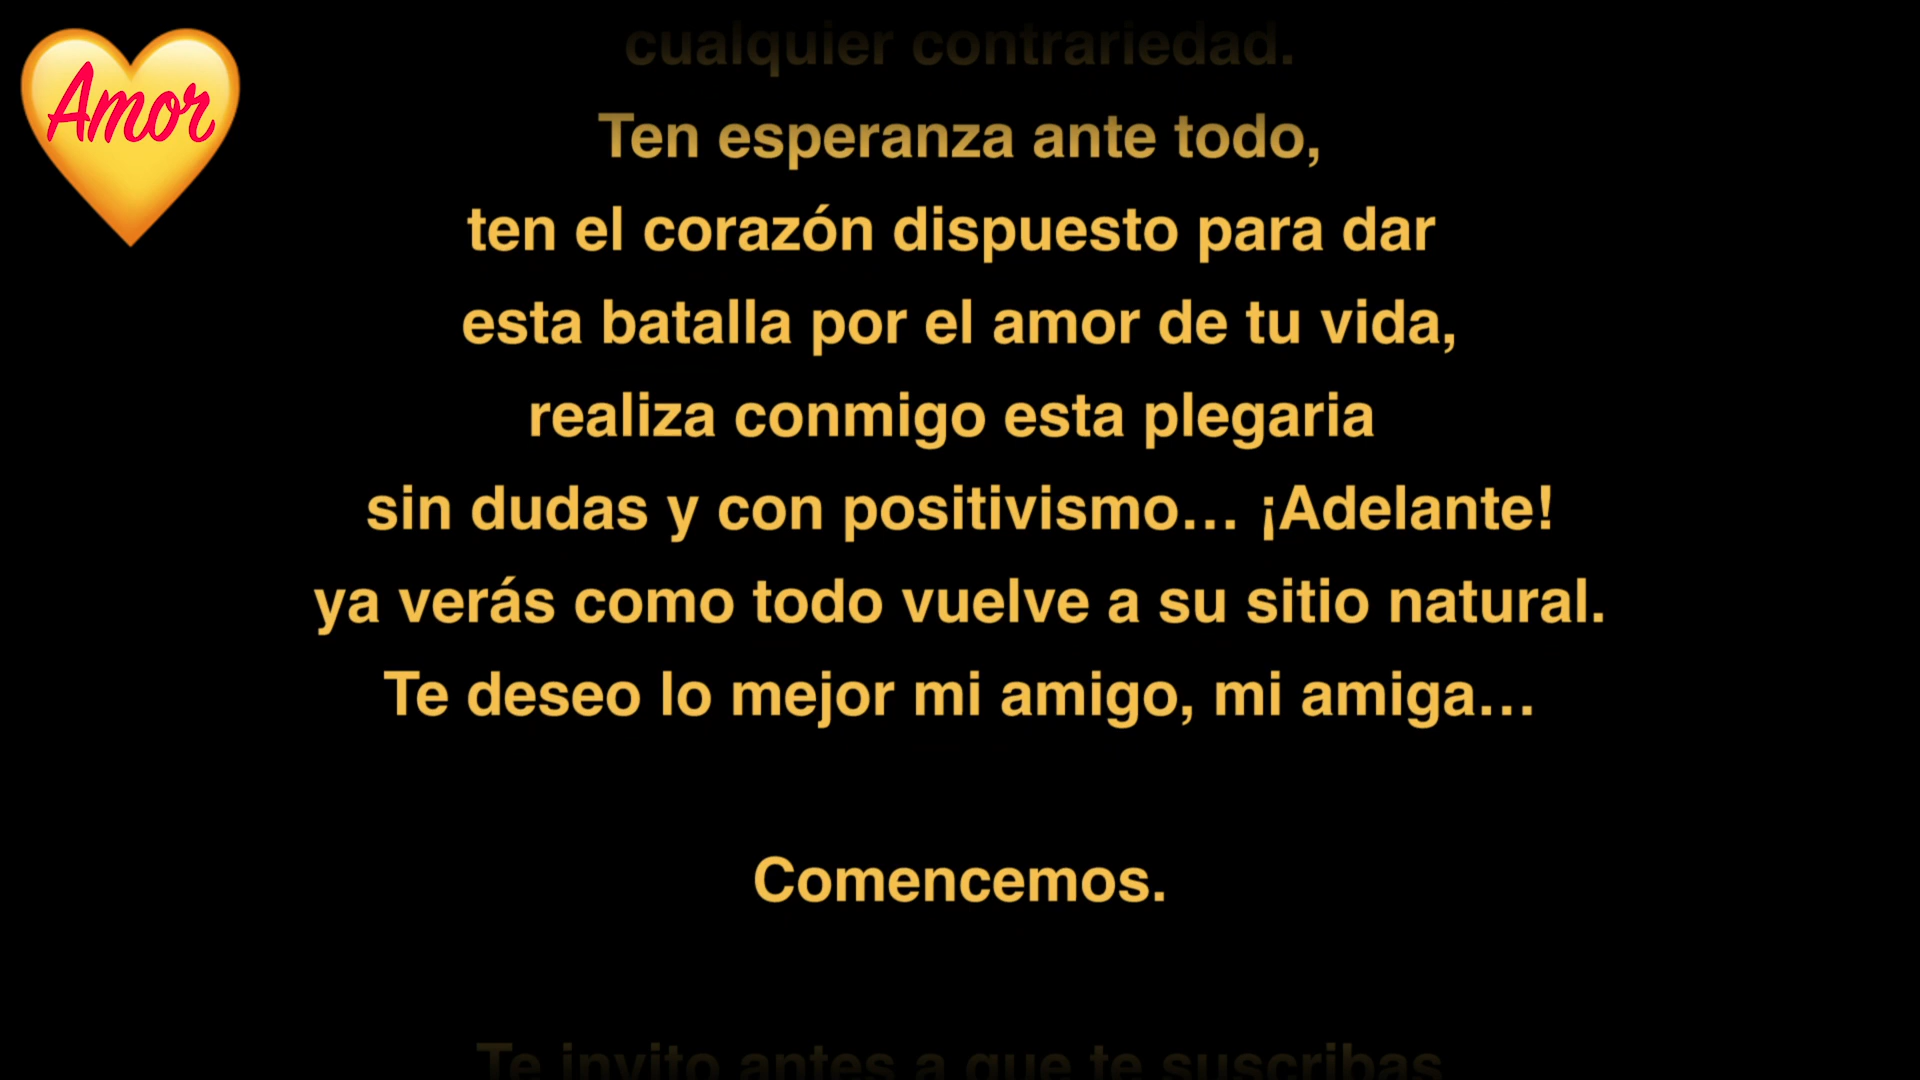 Amor
cualquier contrariedad.
Ten esperanza ante todo,
ten el corazón dispuesto para dar
esta batalla por el amor de tu vida,
realiza conmigo esta plegaria
sin dudas y con positivismo… ¡Adelante!
ya verás como todo vuelve a su sitio natural.
Te deseo lo mejor mi amigo, mi amiga…
Comencemos.
Te invito antes a que te suscribas